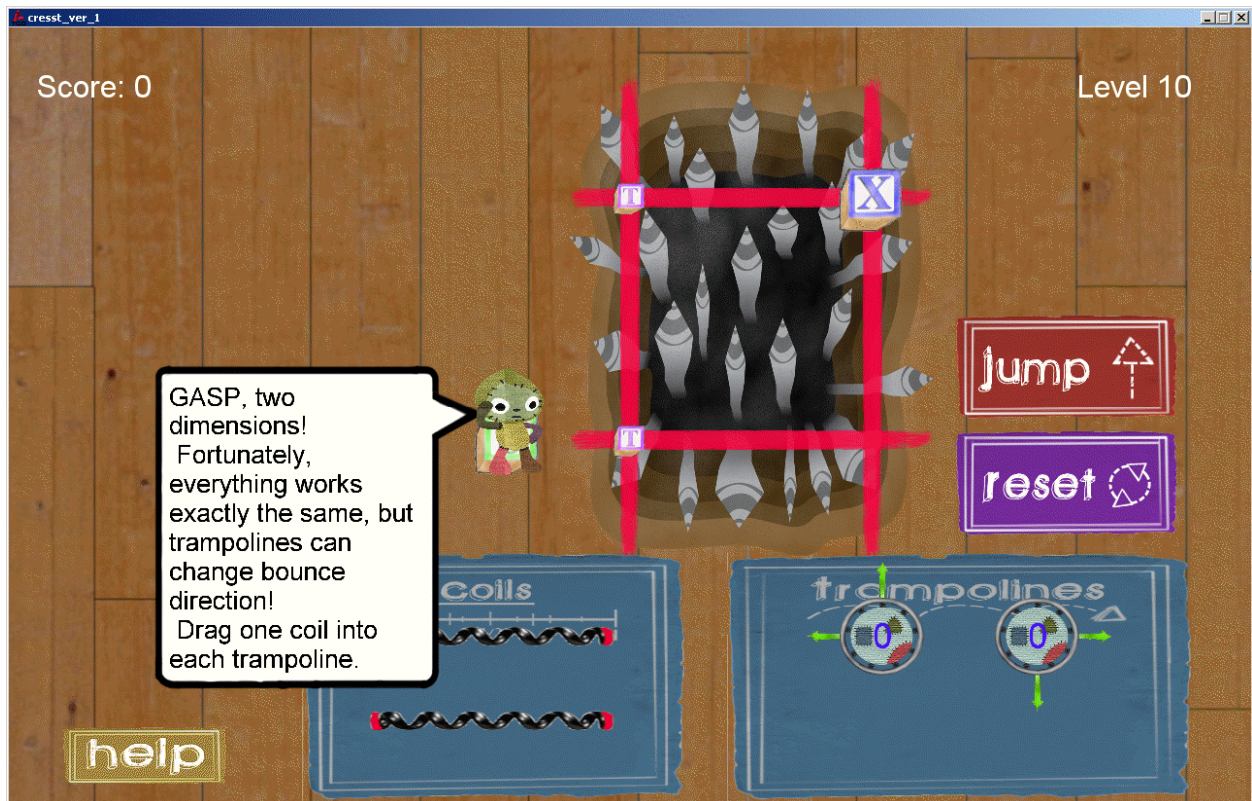 cresst_ver_1
Score: 0
Level 10
T
X
T
GASP, two
dimensions!
Fortunately,
everything works
exactly the same, but
trampolines can
change bounce
direction!
Drag one coil into
each trampoline.
jump
reset
coils
trampolines
0
0
help